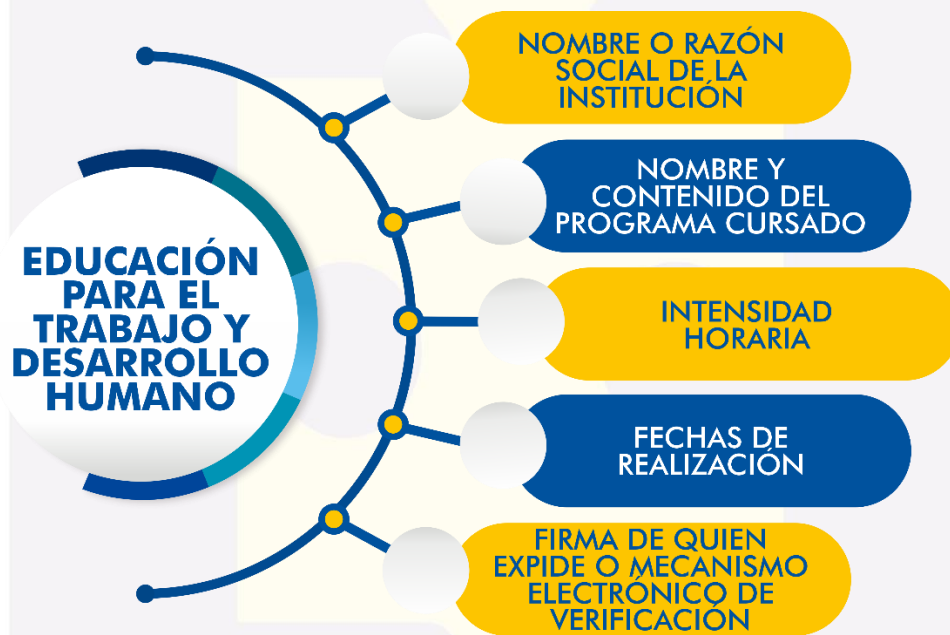 EDUCACIÓN
PARA EL
TRABAJO Y
DESARROLLO
HUMANO
NOMBRE O RAZÓN
SOCIAL DE LA
INSTITUCIÓN
NOMBRE Y
CONTENIDO DEL
PROGRAMA CURSADO
INTENSIDAD
HORARIA
FECHAS DE
REALIZACIÓN
FIRMA DE QUIEN
EXPIDE O MECANISMO
ELECTRÓNICO DE
VERIFICACIÓN